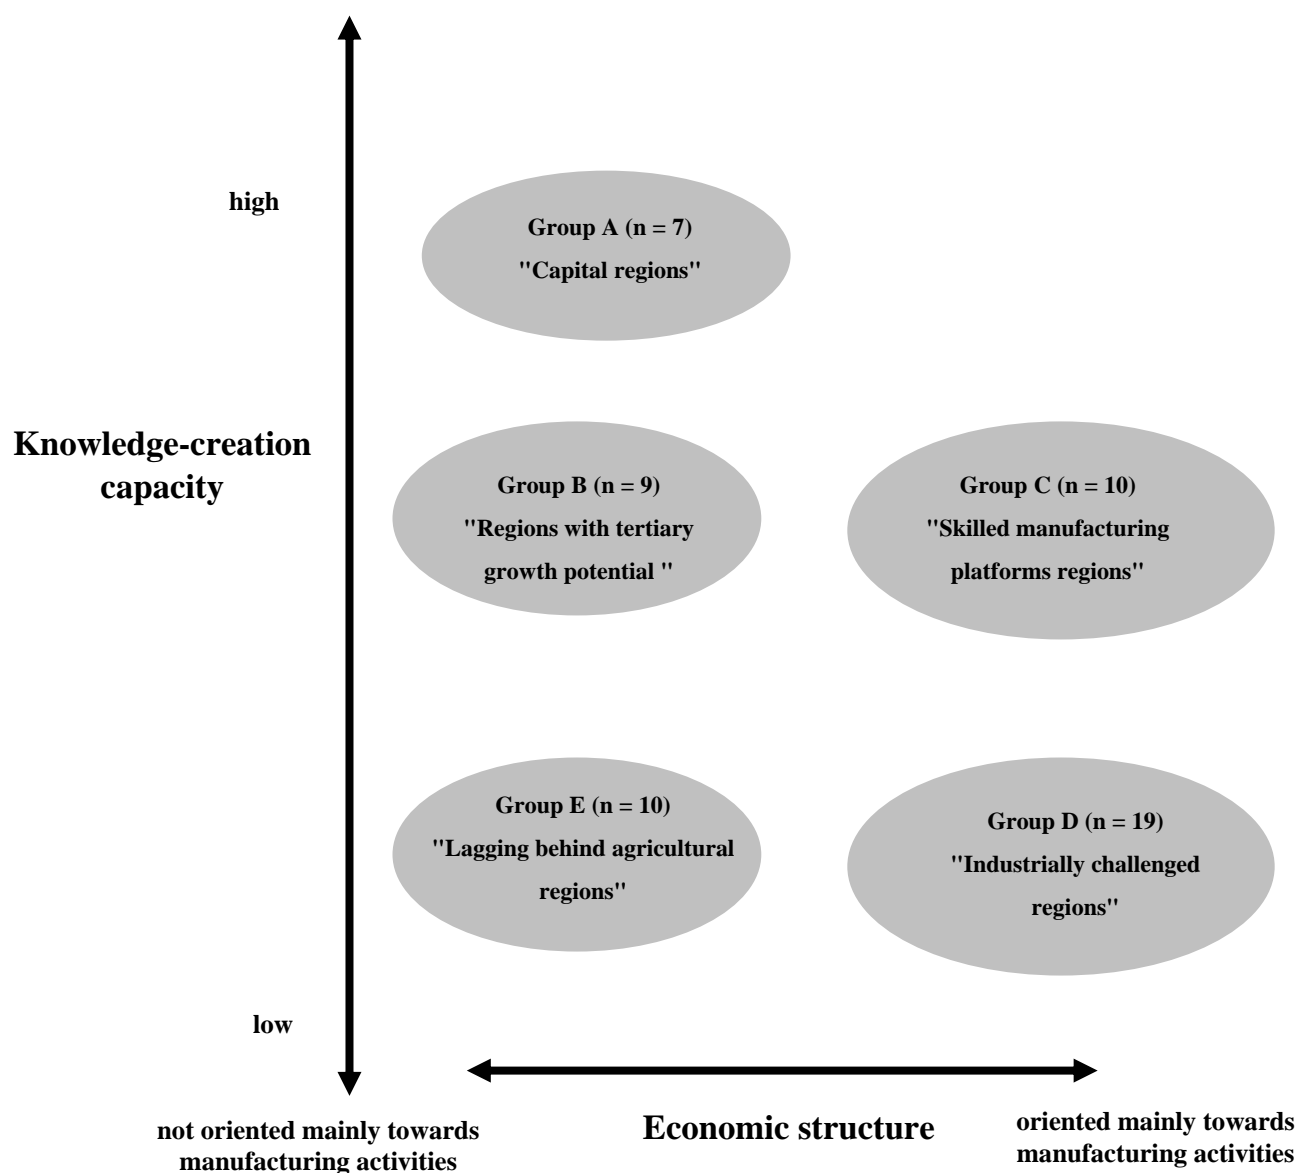 high
Group A (n = 7)
"Capital regions"
Knowledge-creation
capacity
Group B (n = 9)
"Regions with tertiary
growth potential "
Group C (n = 10)
"Skilled manufacturing
platforms regions"
Group E (n = 10)
"Lagging behind agricultural
regions"
Group D (n = 19)
"Industrially challenged
regions"
low
not oriented mainly towards
manufacturing activities
Economic structure
oriented mainly towards
manufacturing activities